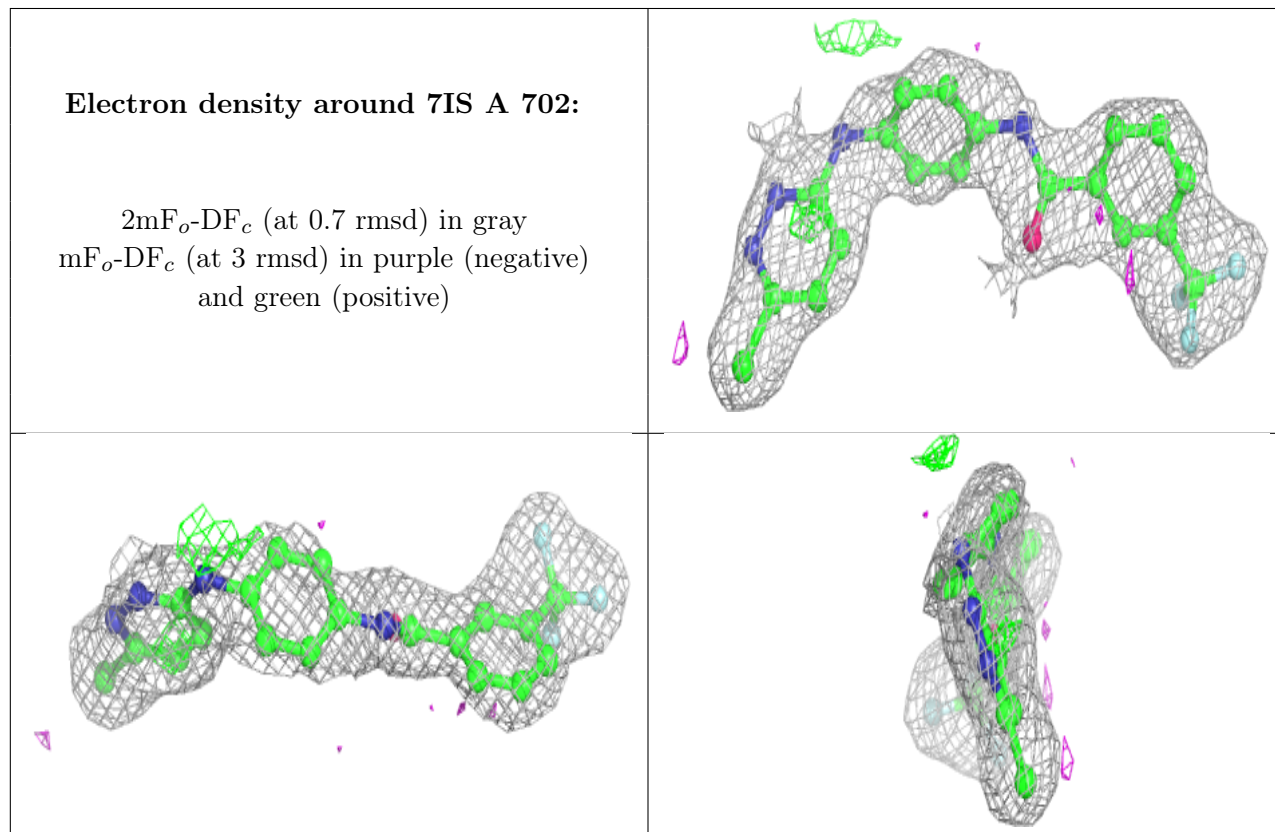 Electron density around 7IS A 702:
2mFo-DFc (at 0.7 rmsd) in gray
mFo-DFc (at 3 rmsd) in purple (negative)
and green (positive)